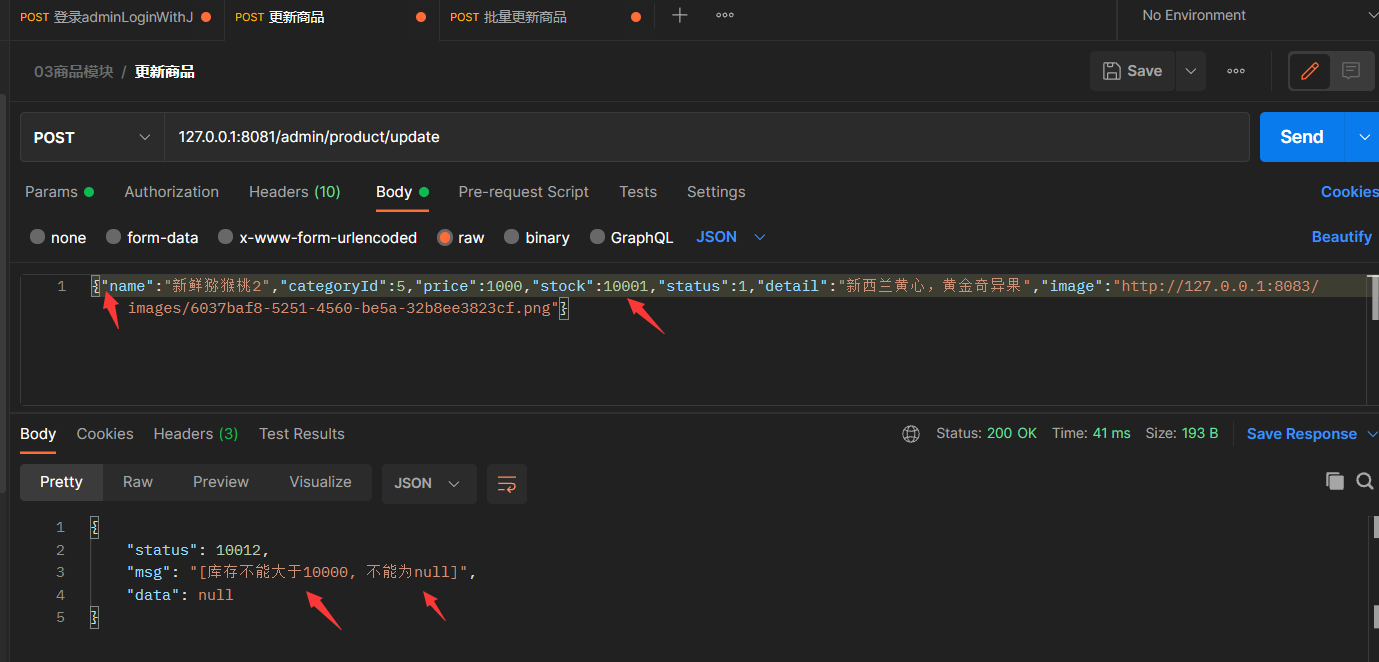 POST 登录adminLoginWithJ POST 更新商品 POST 批量更新商品 No Environment
03商品模块 / 更新商品 Save
POST 127.0.0.1:8081/admin/product/update Send
Params Authorization Headers (10) Body Pre-request Script Tests Settings Cookies
none form-data x-www-form-urlencoded raw binary GraphQL JSON Beautify
1 {"name":"新鲜猕猴桃2","categoryId":5,"price":1000,"stock":10001,"status":1,"detail":"新西兰黄心，黄金奇异果","image":"http://127.0.0.1:8083/
images/6037baf8-5251-4560-be5a-32b8ee3823cf.png"}
Body Cookies Headers (3) Test Results Status: 200 OK Time: 41 ms Size: 193 B Save Response
Pretty Raw Preview Visualize JSON
1 {
2 "status": 10012,
3 "msg": "[库存不能大于10000, 不能为null]",
4 "data": null
5 }